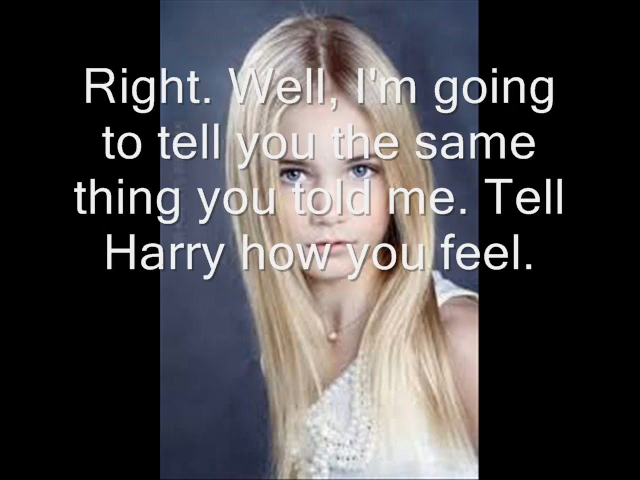 Right. Well, I'm going
to tell you the same
thing you told me. Tell
Harry how you feel.